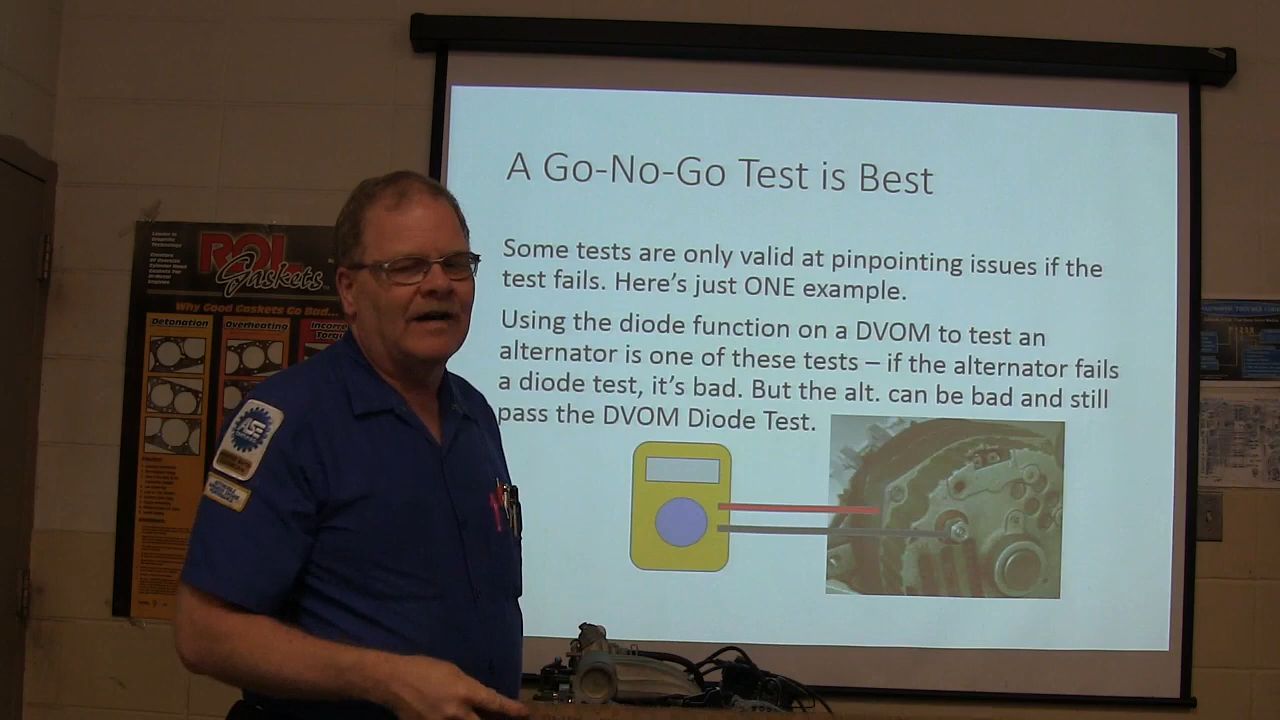 A Go-No-Go Test is Best
Some tests are only valid at pinpointing issues if the
test fails. Here's just ONE example.
Using the diode function on a DVOM to test an
alternator is one of these tests – if the alternator fails
a diode test, it's bad. But the alt. can be bad and still
pass the DVOM Diode Test.
Leader in
ROL
Gaskets
Why Good Gaskets Go Bad...
Detonation
Overheating
ASE